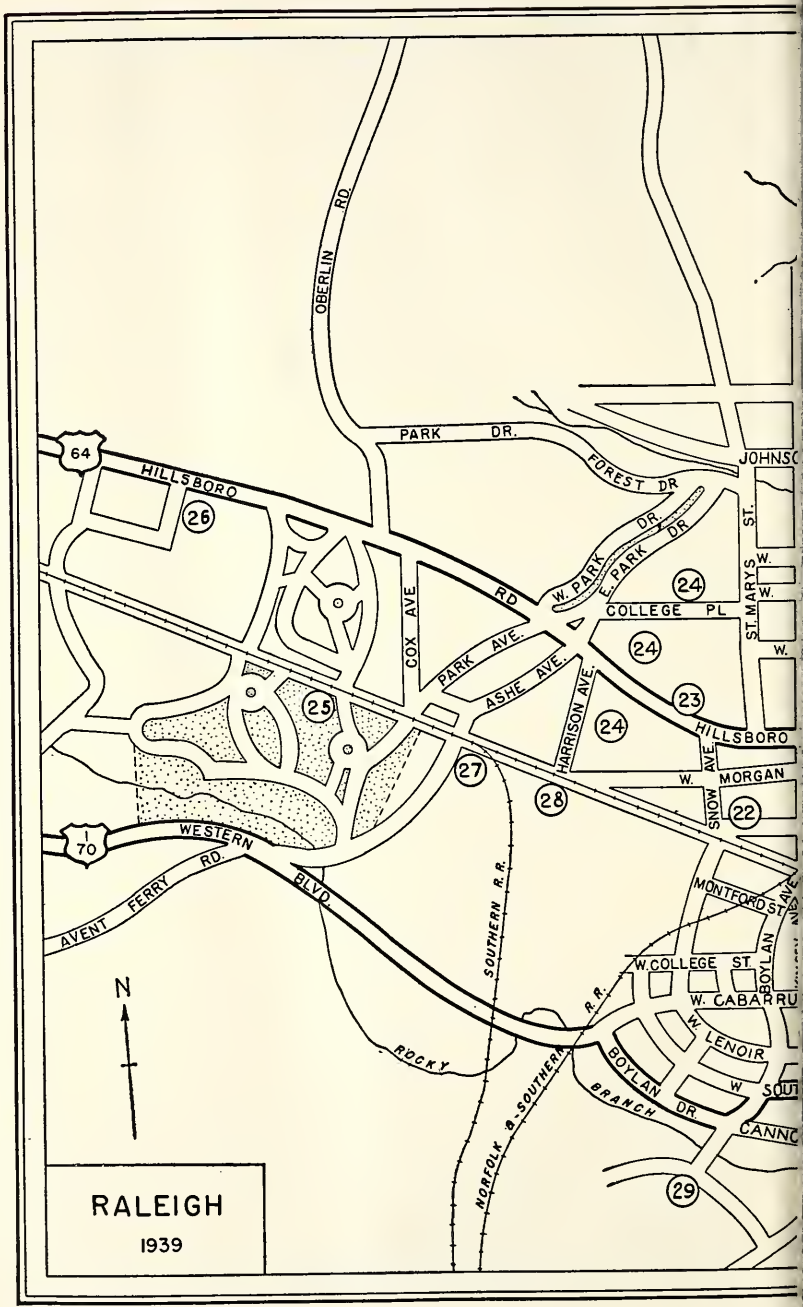 OBERLIN RD.
64
HILLSBORO
26
PARK DR.
FOREST DR
JOHNSO
ST.
W. PARK DR.
E. PARK DR
24
W.
W.
COLLEGE PL
ST. MARYS
RD
COX AVE
24
W.
PARK AVE.
ASHE AVE.
23
25
HARRISON AVE.
24
HILLSBORO
27
28
W. MORGAN
SNOW AVE.
22
1
70
WESTERN
BLVD.
AVENT FERRY RD.
SOUTHERN R.R.
MONTFORD ST.
BOYLAN AVE
W. COLLEGE ST.
W. CABARRU
N
NORFOLK & SOUTHERN R.R.
ROCKY
BRANCH
W. LENOIR
BOYLAN DR.
W SOUT
CANNO
29
RALEIGH
1939